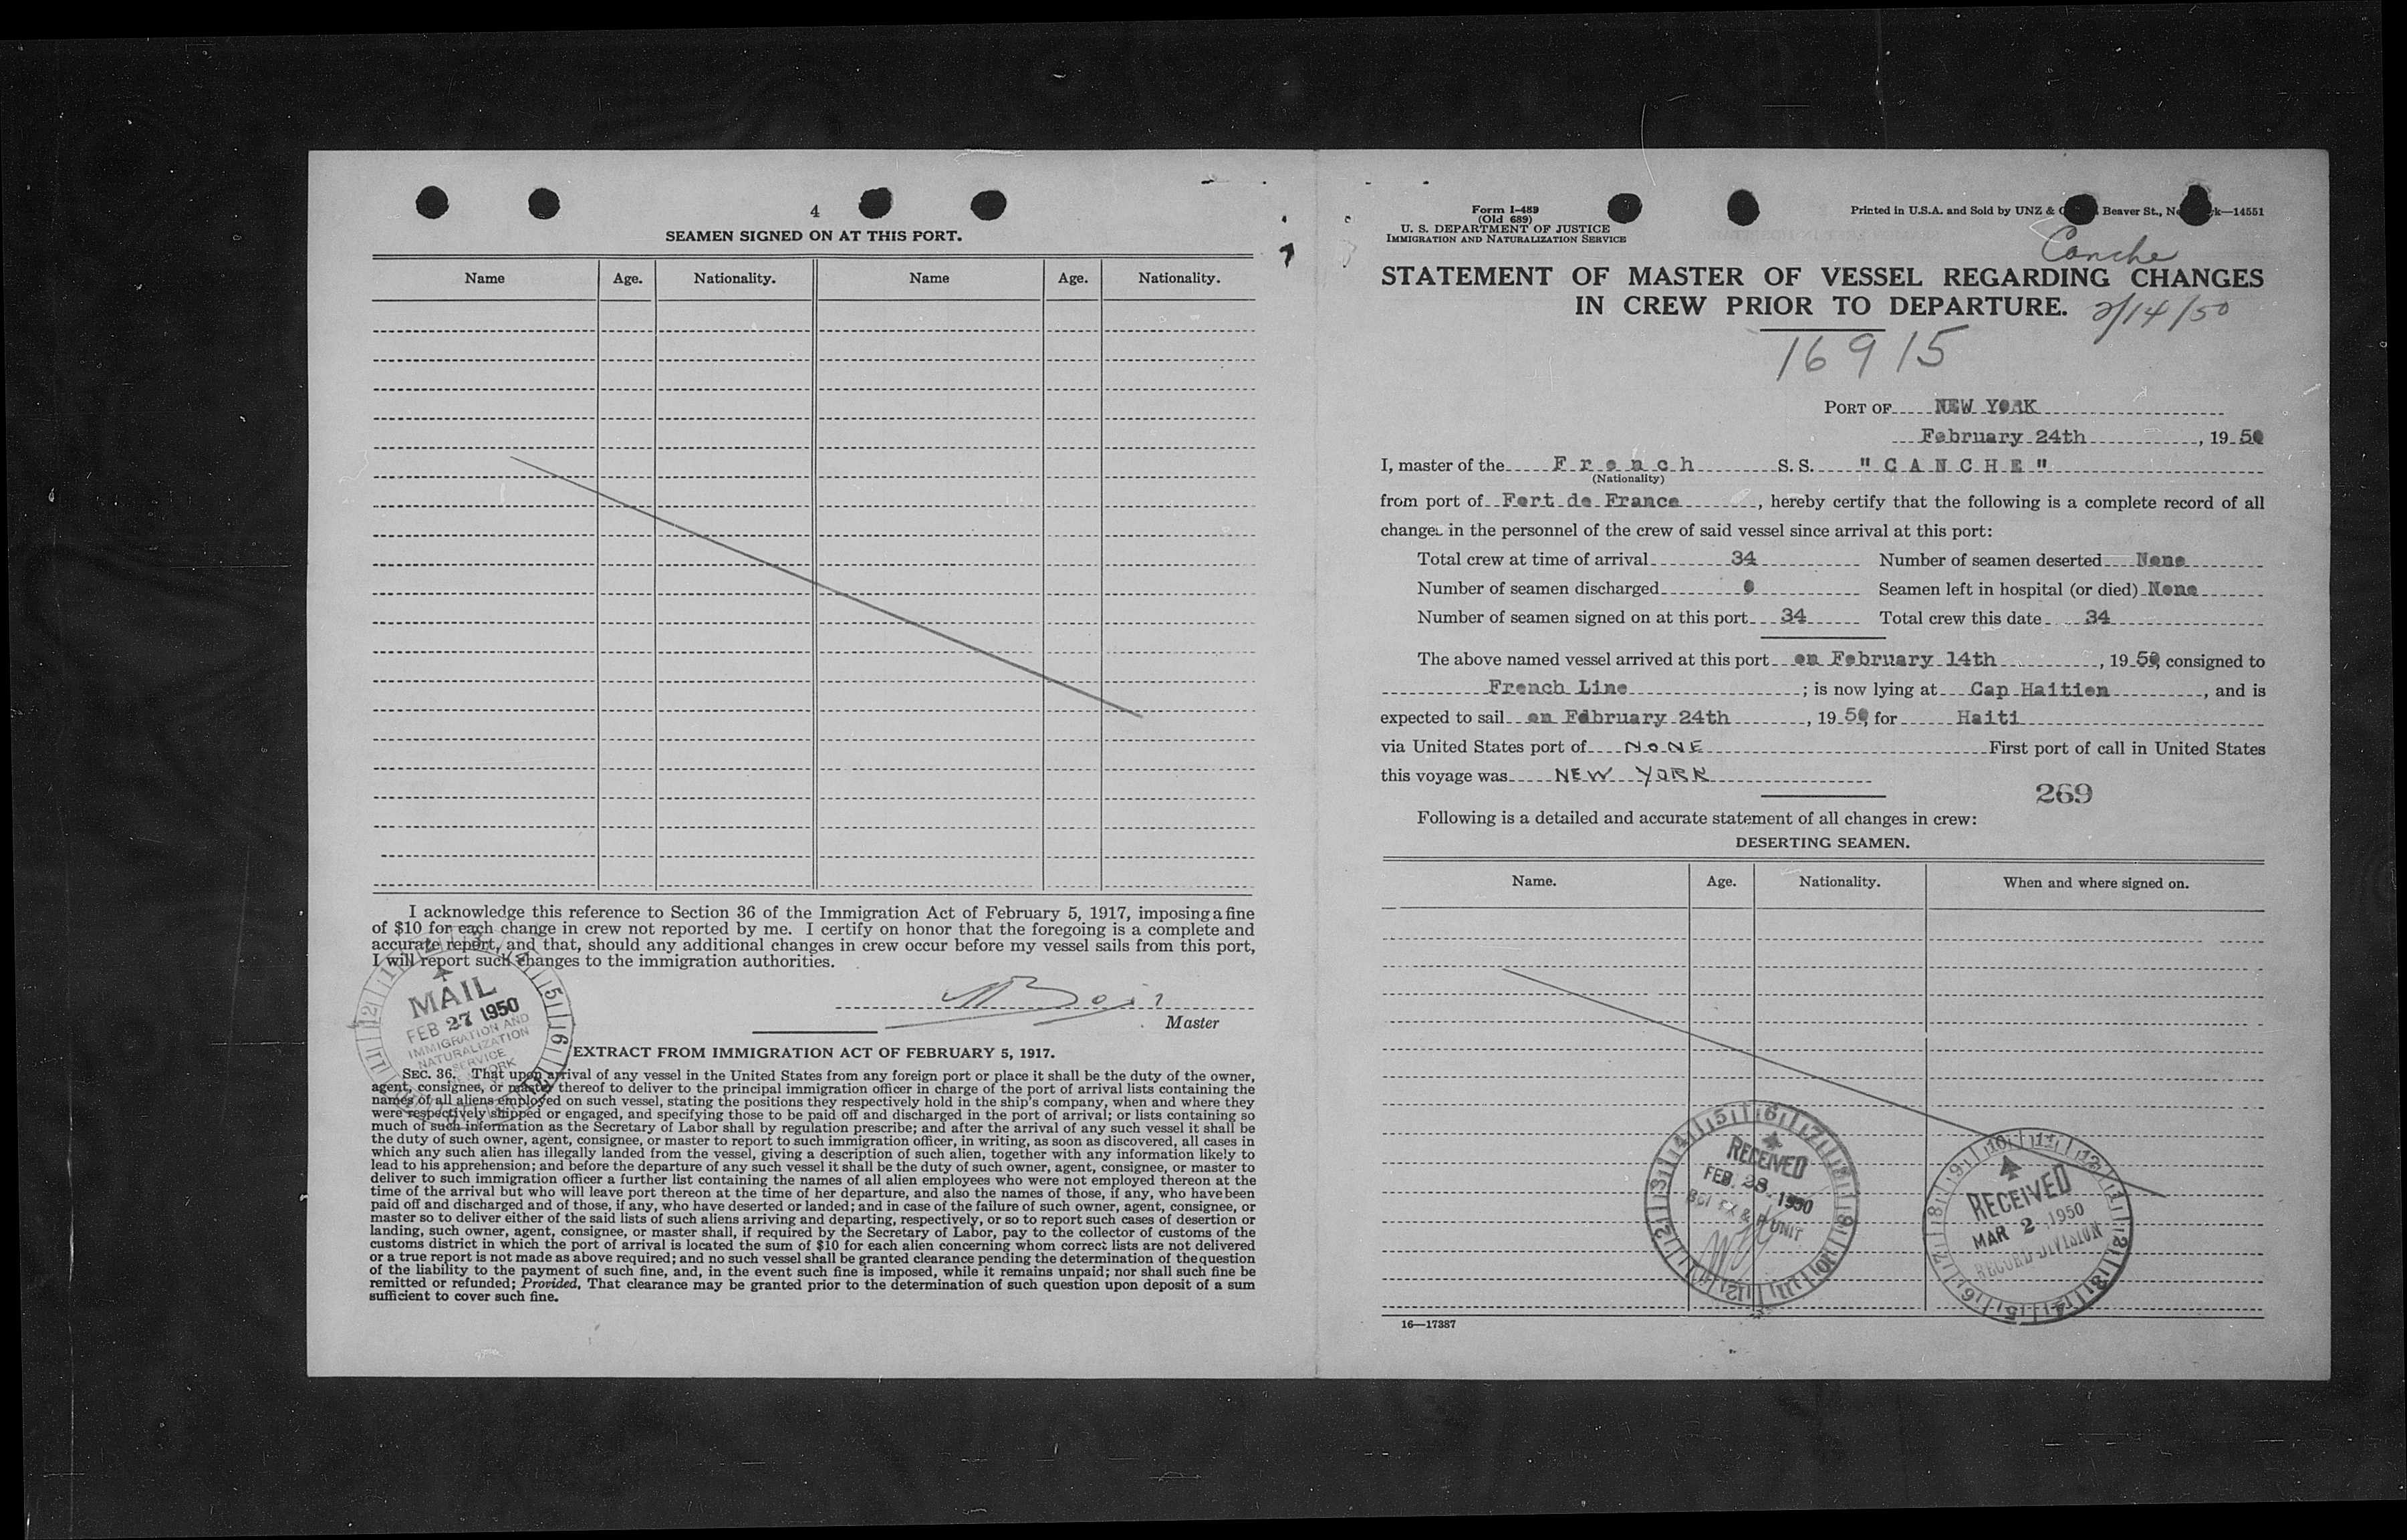 4
SEAMEN SIGNED ON AT THIS PORT.
Name Age. Nationality. Name Age. Nationality.
I acknowledge this reference to Section 36 of the Immigration Act of February 5, 1917, imposing a fine
of $10 for each change in crew not reported by me. I certify on honor that the foregoing is a complete and
accurate report, and that, should any additional changes in crew occur before my vessel sails from this port,
I will report such changes to the immigration authorities.
Master
MAIL
FEB 27 1950
IMMIGRATION AND
NATURALIZATION
SERVICE
EXTRACT FROM IMMIGRATION ACT OF FEBRUARY 5, 1917.
SEC. 36. That upon arrival of any vessel in the United States from any foreign port or place it shall be the duty of the owner,
agent, consignee, or master thereof to deliver to the principal immigration officer in charge of the port of arrival lists containing the
names of all aliens employed on such vessel, stating the positions they respectively hold in the ship's company, when and where they
were respectively shipped or engaged, and specifying those to be paid off and discharged in the port of arrival; or lists containing so
much of such information as the Secretary of Labor shall by regulation prescribe; and after the arrival of any such vessel it shall be
the duty of such owner, agent, consignee, or master to report to such immigration officer, in writing, as soon as discovered, all cases in
which any such alien has illegally landed from the vessel, giving a description of such alien, together with any information likely to
lead to his apprehension; and before the departure of any such vessel it shall be the duty of such owner, agent, consignee, or master to
deliver to such immigration officer a further list containing the names of all alien employees who were not employed thereon at the
time of the arrival but who will leave port thereon at the time of her departure, and also the names of those, if any, who have been
paid off and discharged and of those, if any, who have deserted or landed; and in case of the failure of such owner, agent, consignee, or
master so to deliver either of the said lists of such aliens arriving and departing, respectively, or so to report such cases of desertion or
landing, such owner, agent, consignee, or master shall, if required by the Secretary of Labor, pay to the collector of customs of the
customs district in which the port of arrival is located the sum of $10 for each alien concerning whom correct lists are not delivered
or a true report is not made as above required; and no such vessel shall be granted clearance pending the determination of the question
of the liability to the payment of such fine, and, in the event such fine is imposed, while it remains unpaid; nor shall such fine be
remitted or refunded; Provided, That clearance may be granted prior to the determination of such question upon deposit of a sum
sufficient to cover such fine.
Form I-489
(Old 689)
U. S. DEPARTMENT OF JUSTICE
IMMIGRATION AND NATURALIZATION SERVICE
Printed in U.S.A. and Sold by UNZ & Beaver St., 14551
Canche
STATEMENT OF MASTER OF VESSEL REGARDING CHANGES
IN CREW PRIOR TO DEPARTURE. 2/14/50
16915
PORT OF NEW YORK
February 24th, 1950
I, master of the French S.S. "CANCHE"
(Nationality)
from port of Fort de France, hereby certify that the following is a complete record of all
changes in the personnel of the crew of said vessel since arrival at this port:
Total crew at time of arrival 34 Number of seamen deserted None
Number of seamen discharged 0 Seamen left in hospital (or died) None
Number of seamen signed on at this port 34 Total crew this date 34
The above named vessel arrived at this port on February 14th, 1950, consigned to
French Line; is now lying at Cap Haitien, and is
expected to sail on Fdbruary 24th, 1950, for Haiti
via United States port of NONE First port of call in United States
this voyage was NEW YORK
269
Following is a detailed and accurate statement of all changes in crew:
DESERTING SEAMEN.
Name. Age. Nationality. When and where signed on.
RECEIVED
FEB. 28. 1950
UNIT
RECEIVED
MAR 2 1950
RECORD DIVISION
16—17387